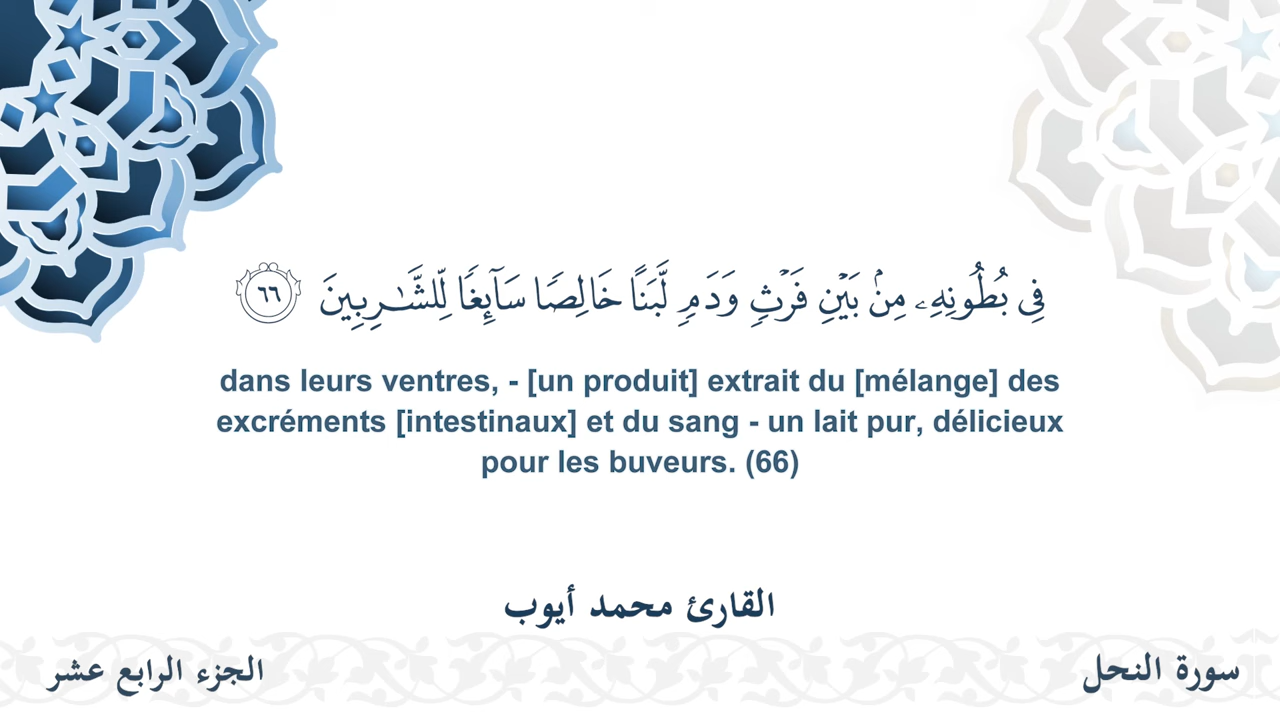 فِى بُطُونِهِۦ مِنۢ بَيْنِ فَرْثٍ وَدَمٍ لَّبَنًا خَالِصًا سَآئِغًا لِّلشَّـٰرِبِينَ ٦٦
dans leurs ventres, - [un produit] extrait du [mélange] des
excréments [intestinaux] et du sang - un lait pur, délicieux
pour les buveurs. (66)
القارئ محمد أيوب
سورة النحل
الجزء الرابع عشر